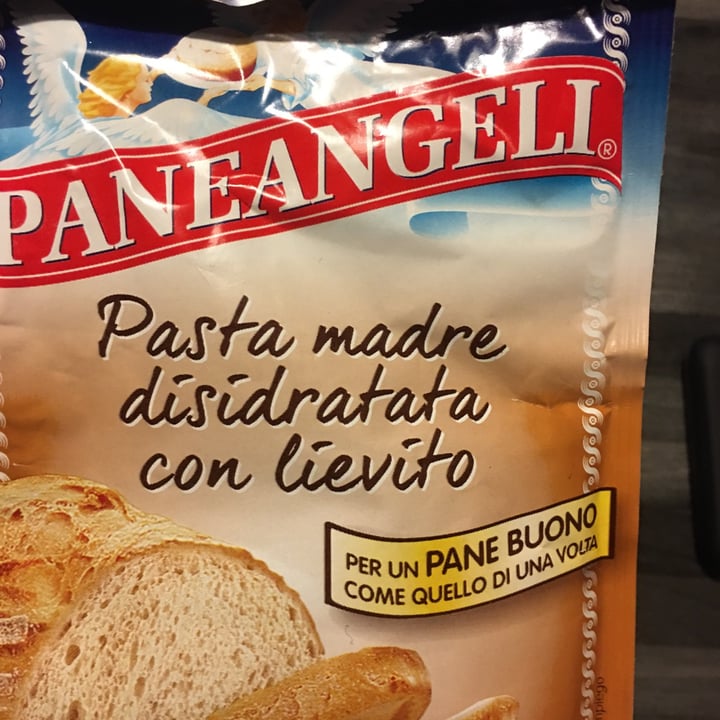 PANEANGELI®
Pasta madre
disidratata
con lievito
PER UN PANE BUONO
COME QUELLO DI UNA VOLTA